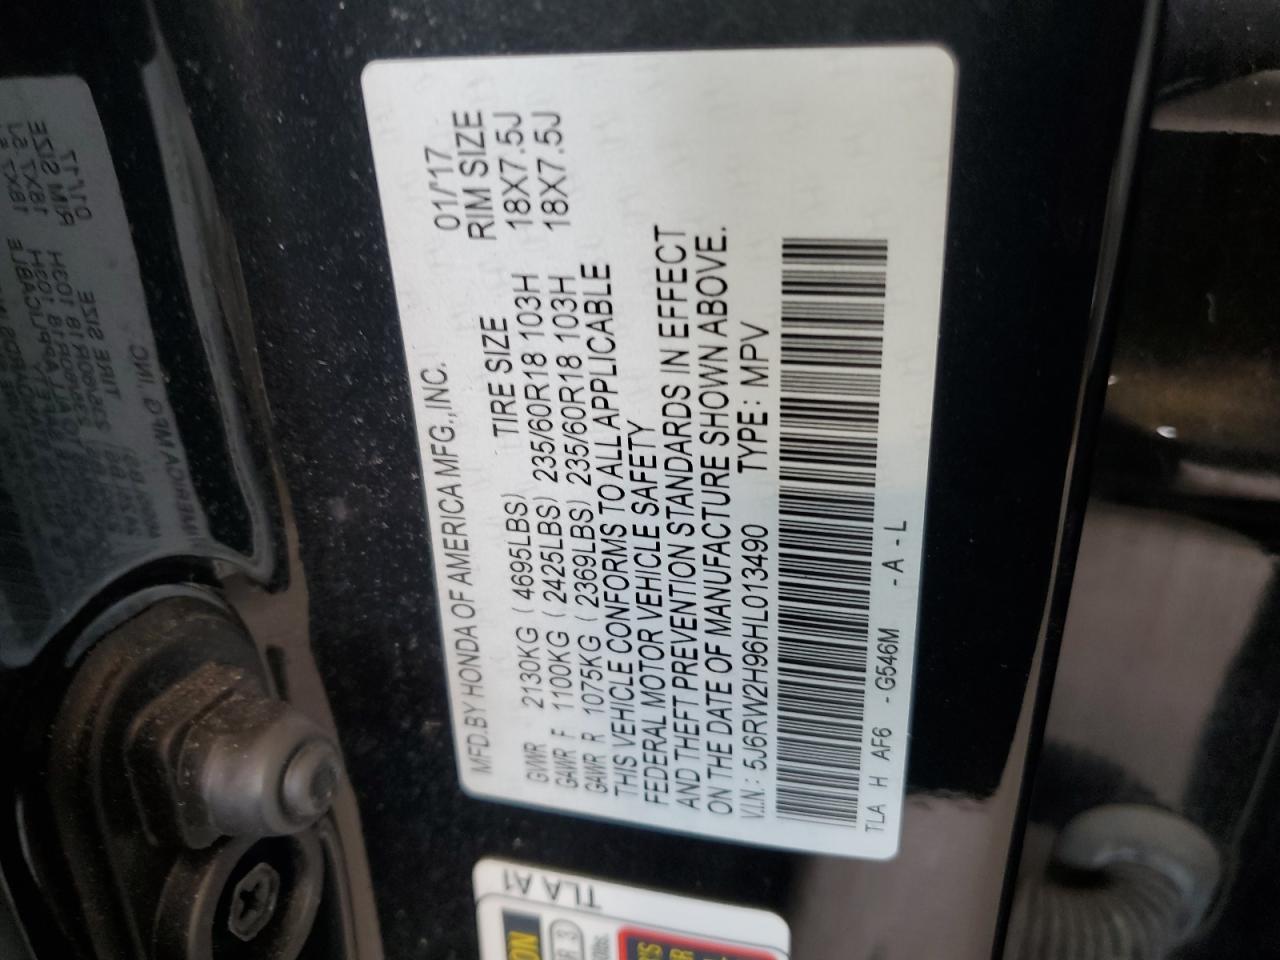 MFD.BY HONDA OF AMERICA MFG.,INC. 01/'17
TIRE SIZE RIM SIZE
GVWR 2130KG ( 4695LBS) 235/60R18 103H 18X7.5J
GAWR F 1100KG ( 2425LBS) 235/60R18 103H 18X7.5J
GAWR R 1075KG ( 2369LBS)
THIS VEHICLE CONFORMS TO ALL APPLICABLE
FEDERAL MOTOR VEHICLE SAFETY
AND THEFT PREVENTION STANDARDS IN EFFECT
ON THE DATE OF MANUFACTURE SHOWN ABOVE.
V.I.N.: 5J6RW2H96HL013490 TYPE: MPV
TLA H AF6 - G546M - A - L
TLA A1